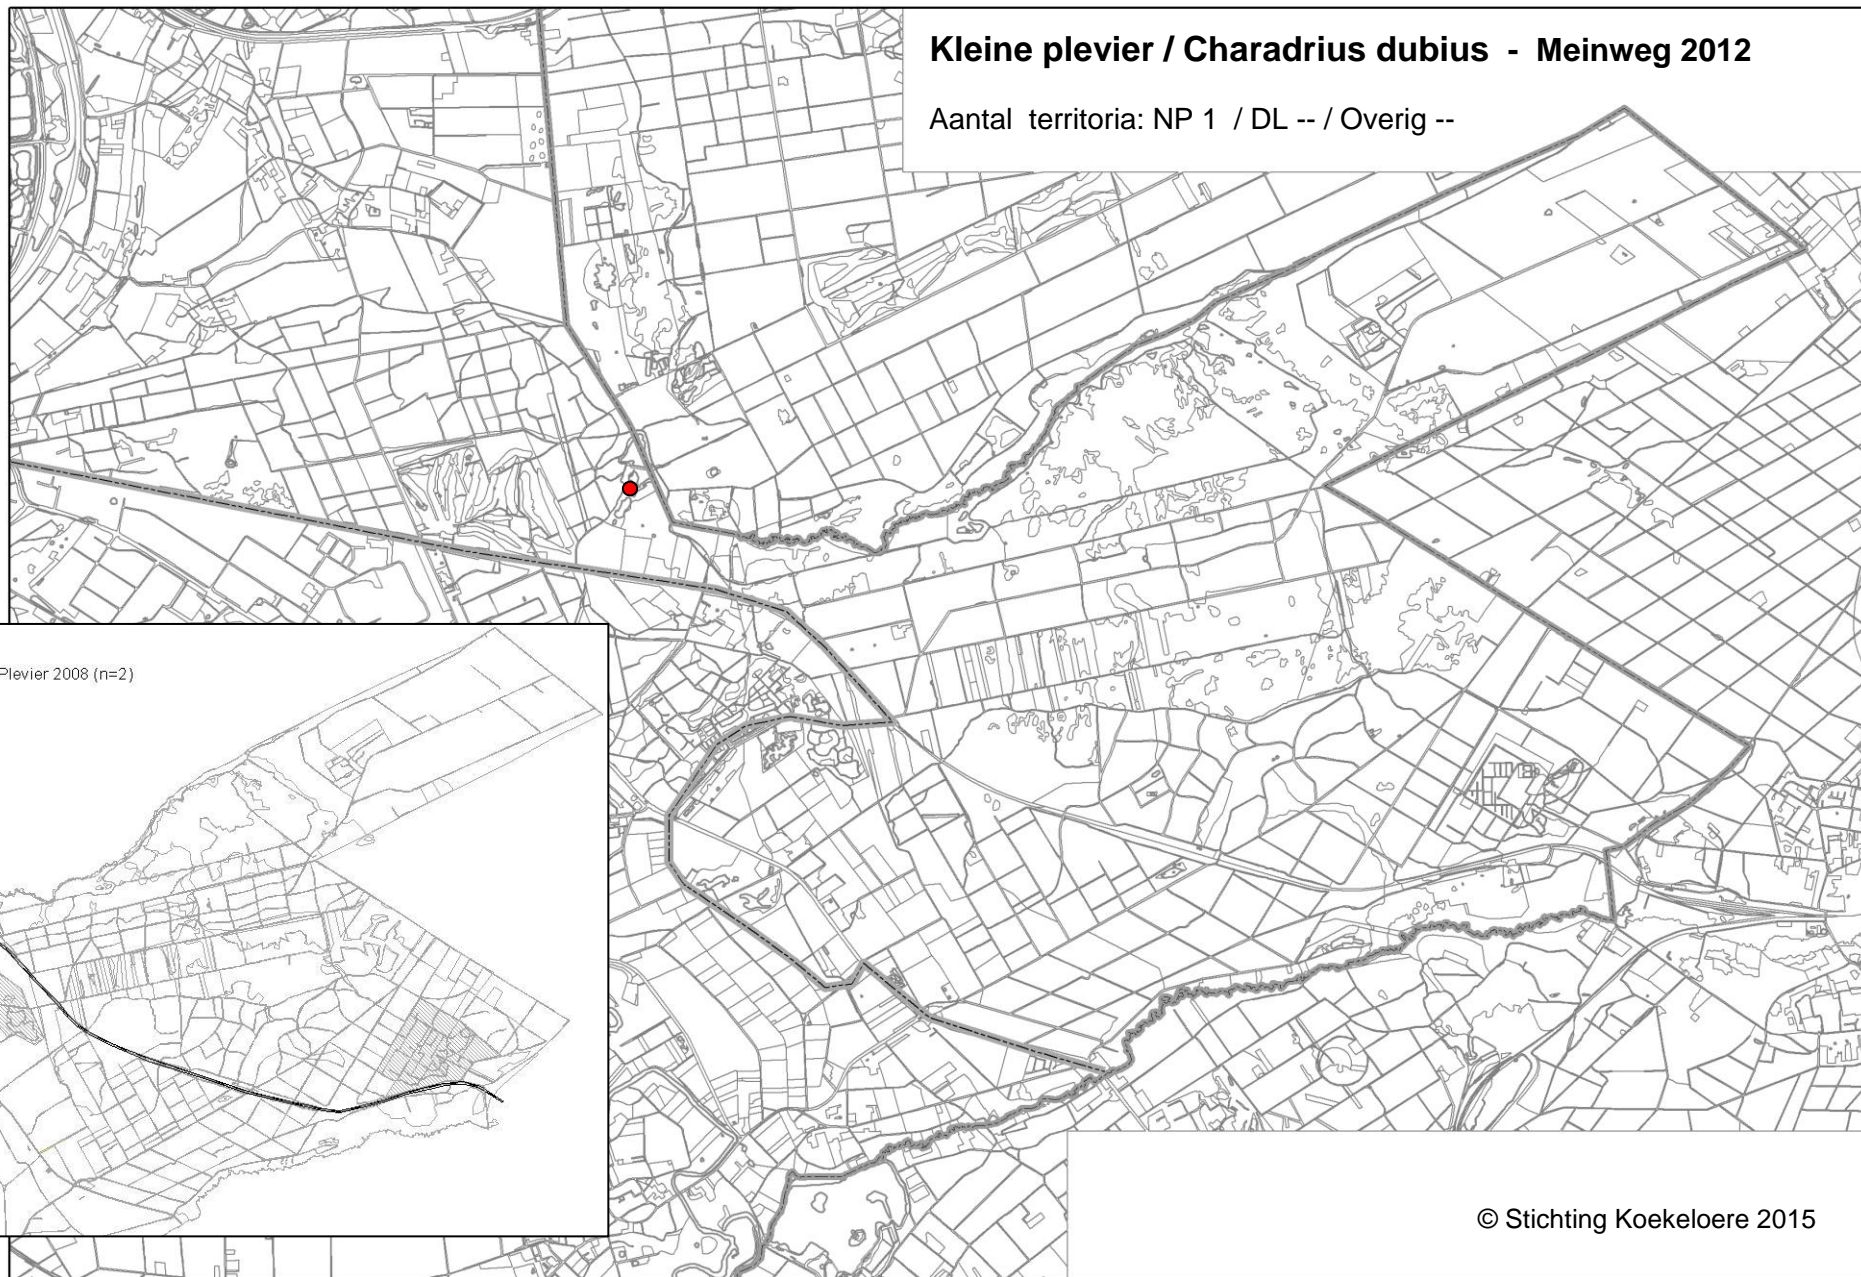 Kleine plevier / Charadrius dubius - Meinweg 2012
Aantal territoria: NP 1 / DL -- / Overig --
Plevier 2008 (n=2)
© Stichting Koekeloere 2015